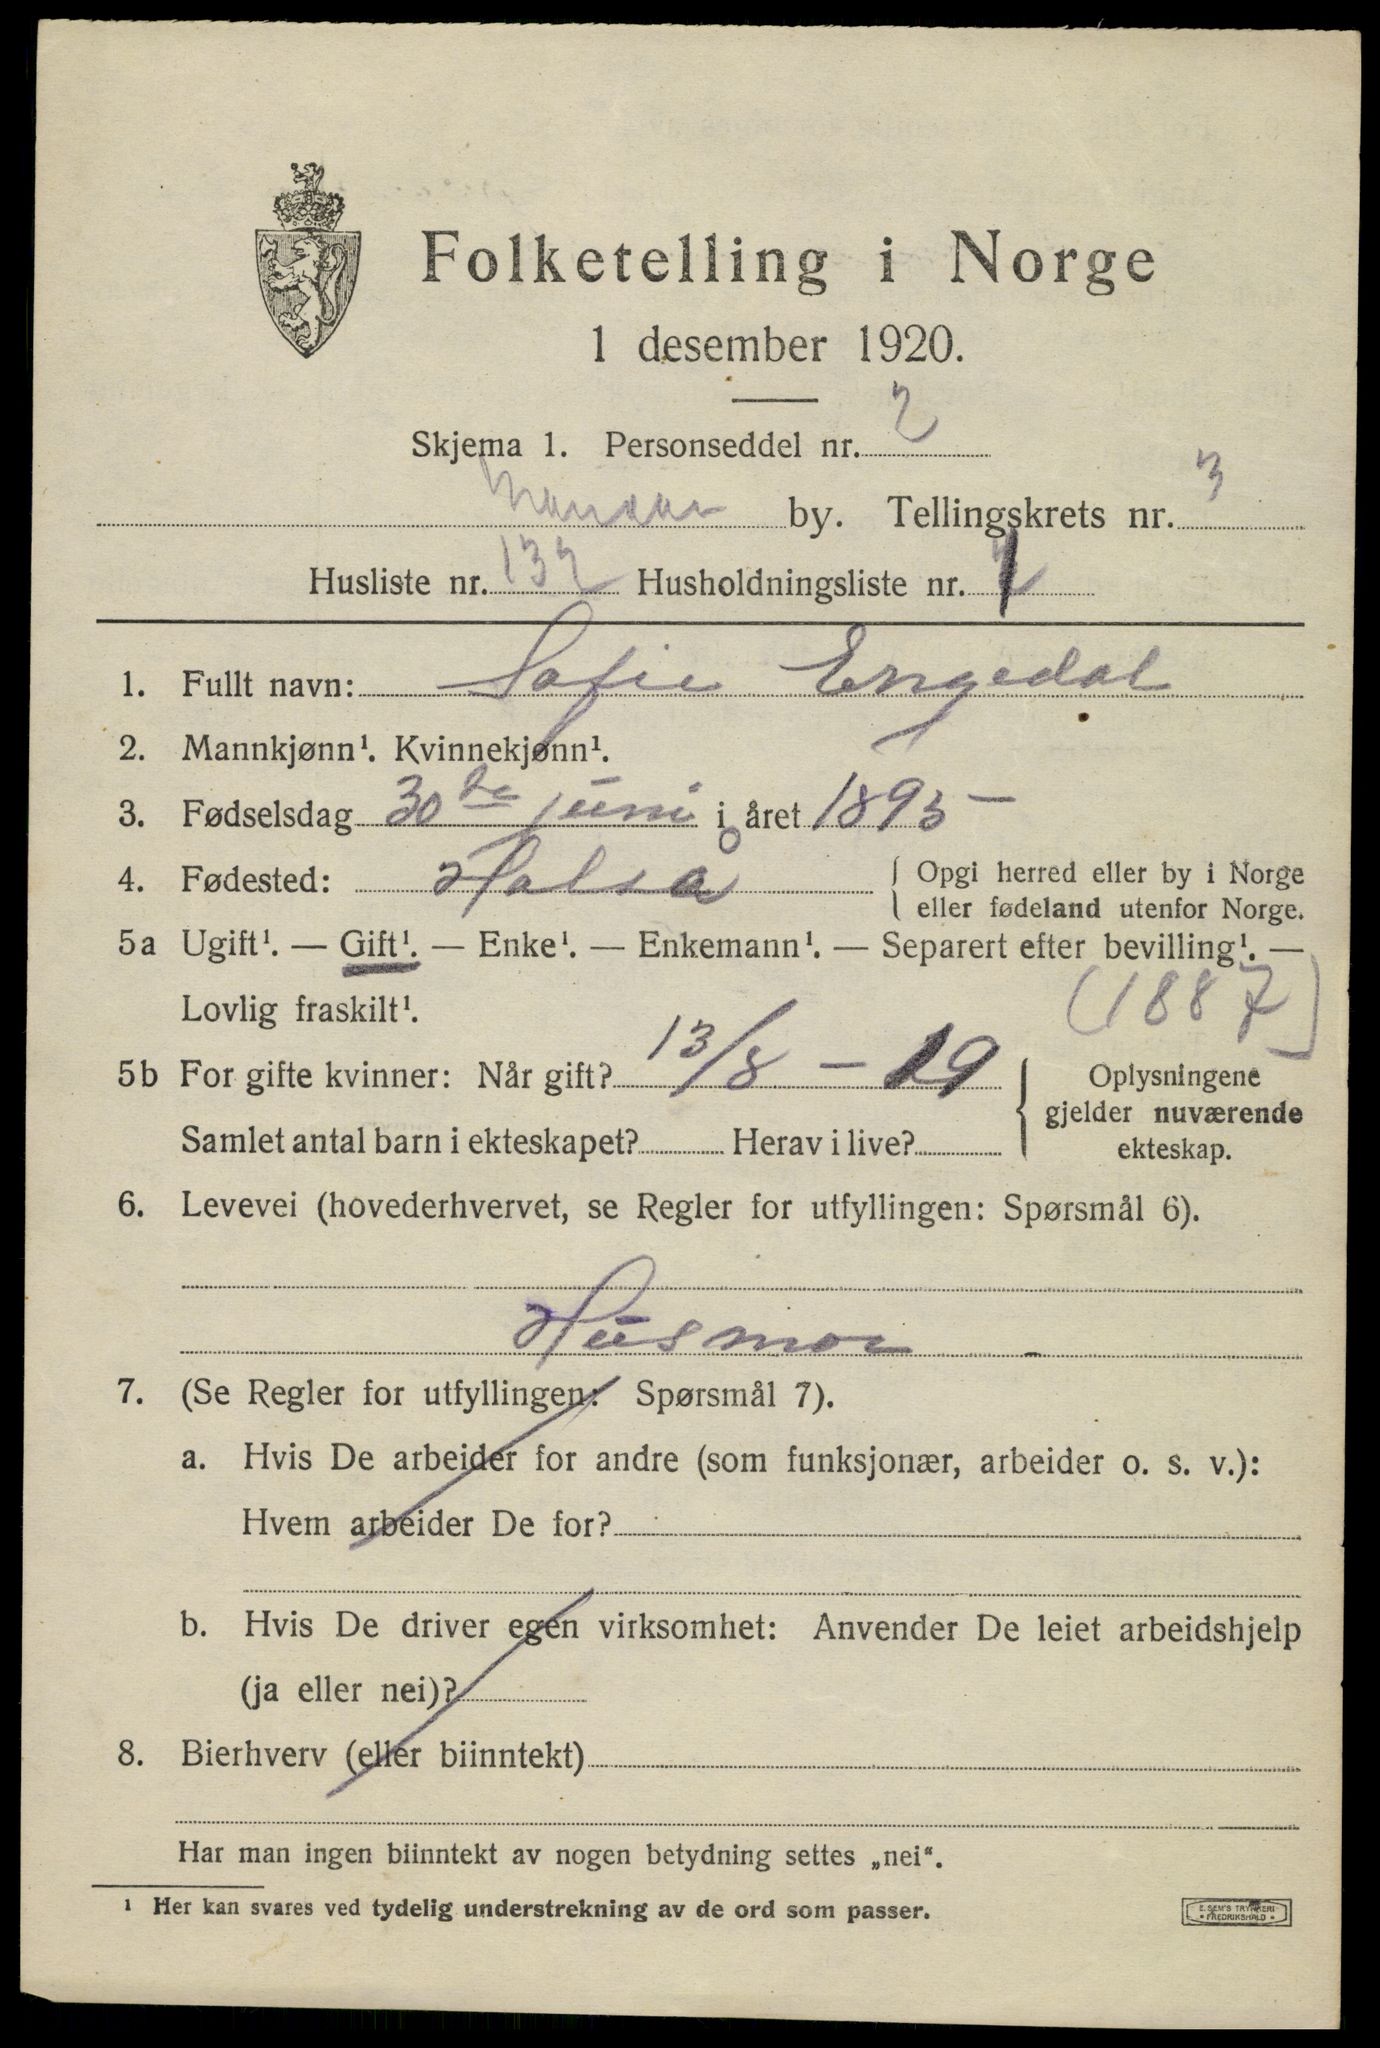 Folketelling i Norge
1 desember 1920.
Skjema 1. Personseddel nr. 2
Mandal by. Tellingskrets nr. 3
Husliste nr. 132 Husholdningsliste nr. 1
1. Fullt navn: Sofie Engedal
2. Mannkjønn¹. Kvinnekjønn¹.
3. Fødselsdag 30te juni i året 1893 —
4. Fødested: Halså { Opgi herred eller by i Norge
eller fødeland utenfor Norge.
5a Ugift¹. — Gift¹. — Enke¹. — Enkemann¹. — Separert efter bevilling¹. —
Lovlig fraskilt¹. (1887)
5b For gifte kvinner: Når gift? 13/8 — 19 { Oplysningene
gjelder nuværende
Samlet antal barn i ekteskapet? Herav i live? ekteskap.
6. Levevei (hovederhvervet, se Regler for utfyllingen: Spørsmål 6).
Husmor
7. (Se Regler for utfyllingen: Spørsmål 7).
a. Hvis De arbeider for andre (som funksjonær, arbeider o. s. v.):
Hvem arbeider De for?
b. Hvis De driver egen virksomhet: Anvender De leiet arbeidshjelp
(ja eller nei)?
8. Bierhverv (eller biinntekt)
Har man ingen biinntekt av nogen betydning settes „nei“.
¹ Her kan svares ved tydelig understrekning av de ord som passer.
E. SEM'S TRYKKERI
• FREDRIKSHALD •